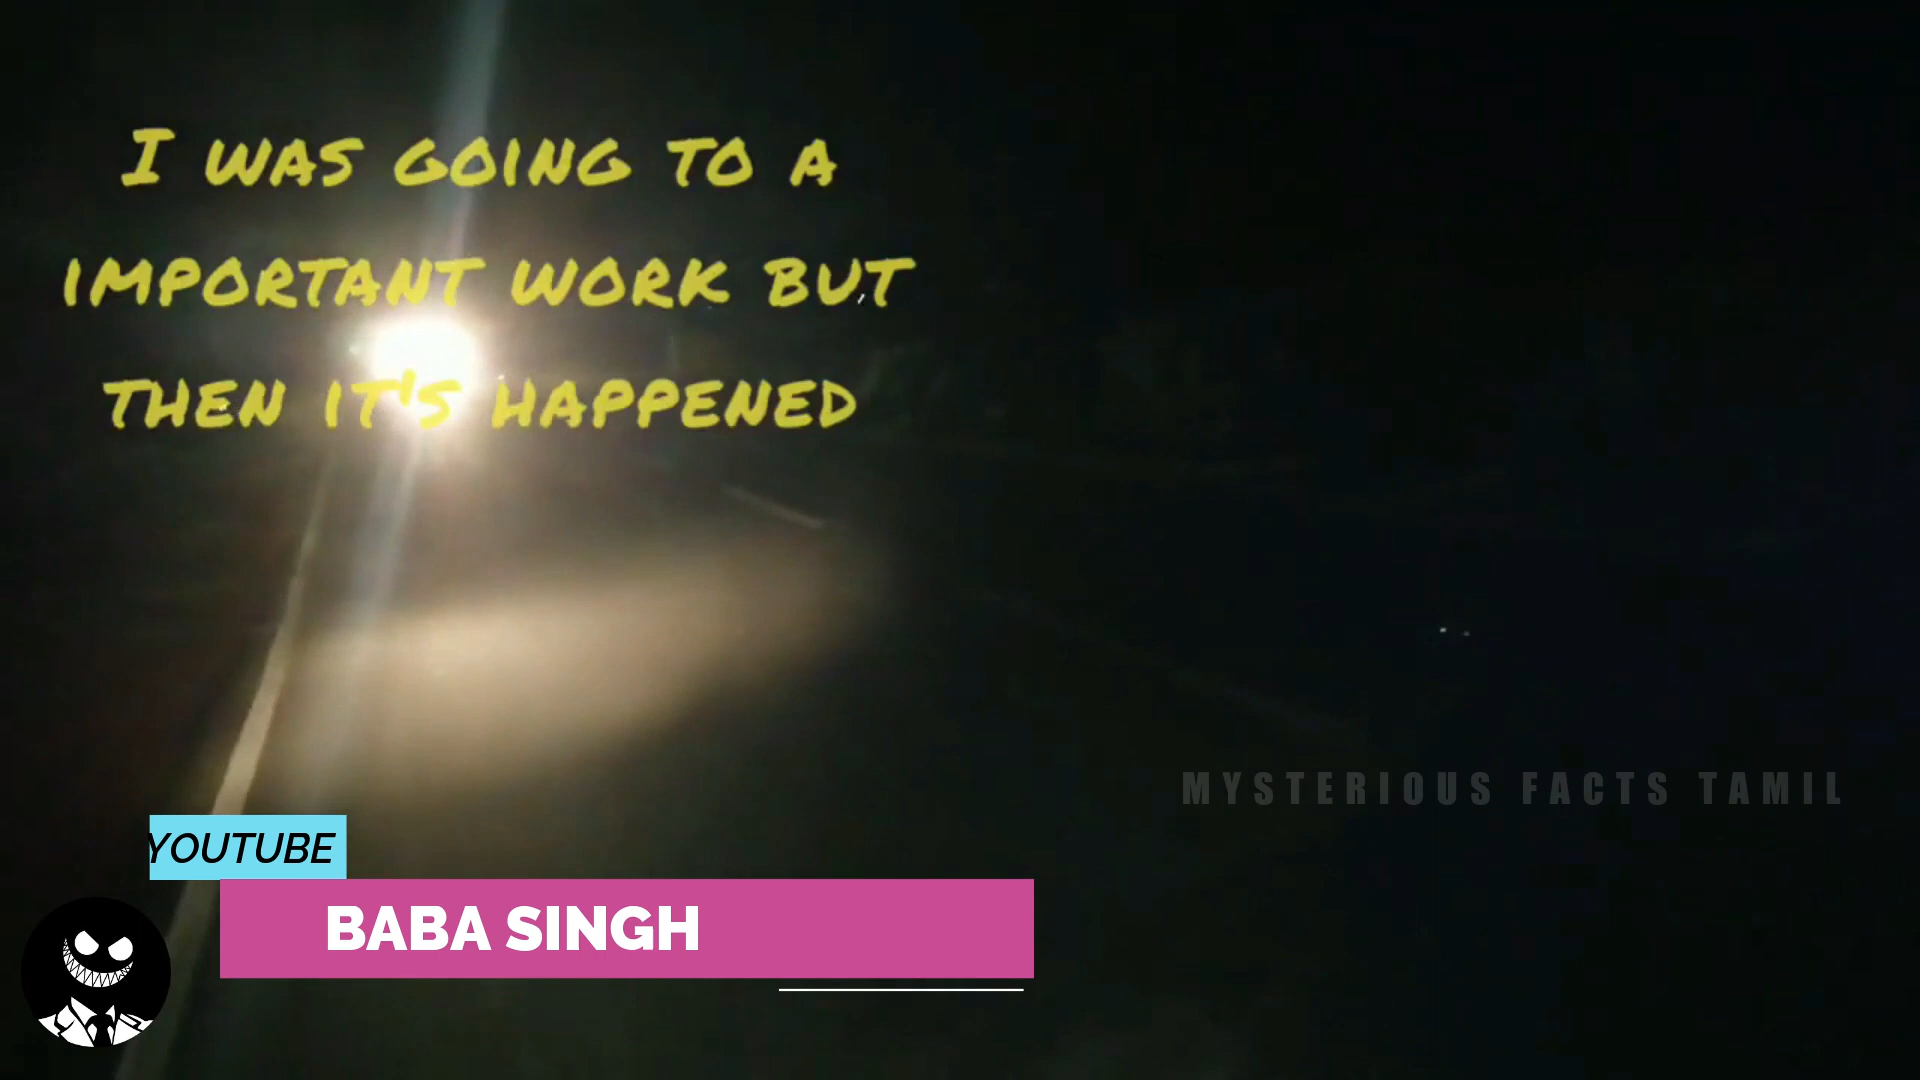 I WAS GOING TO A
IMPORTANT WORK BUT
THEN IT'S HAPPENED
MYSTERIOUS FACTS TAMIL
YOUTUBE
BABA SINGH